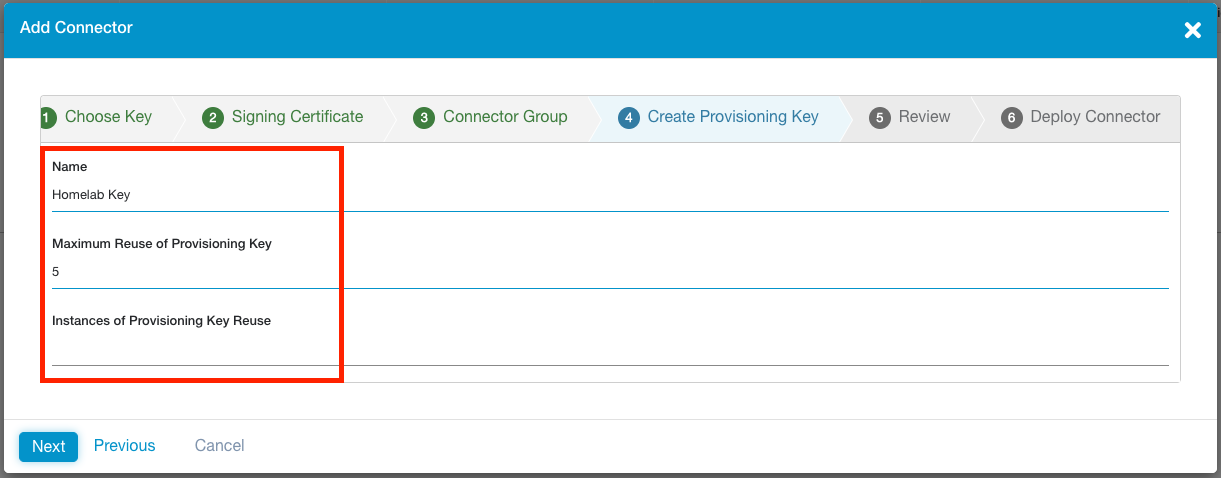 Add Connector
1 Choose Key 2 Signing Certificate 3 Connector Group 4 Create Provisioning Key 5 Review 6 Deploy Connector
Name
Homelab Key
Maximum Reuse of Provisioning Key
5
Instances of Provisioning Key Reuse
Next Previous Cancel